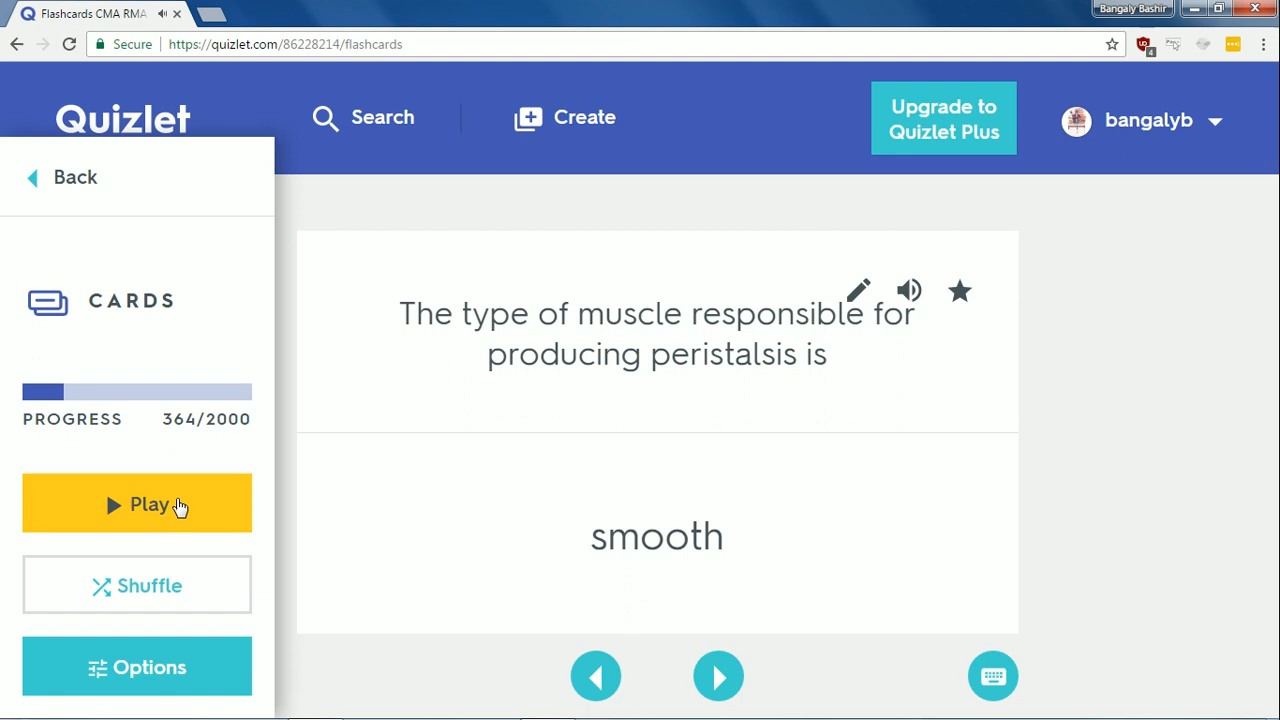 Flashcards CMA RMA
Bangaly Bashir
Secure
https://quizlet.com/86228214/flashcards
4
Quizlet
Search
Create
Upgrade to
Quizlet Plus
bangalyb
Back
CARDS
PROGRESS 364/2000
Play
Shuffle
Options
The type of muscle responsible for
producing peristalsis is
smooth